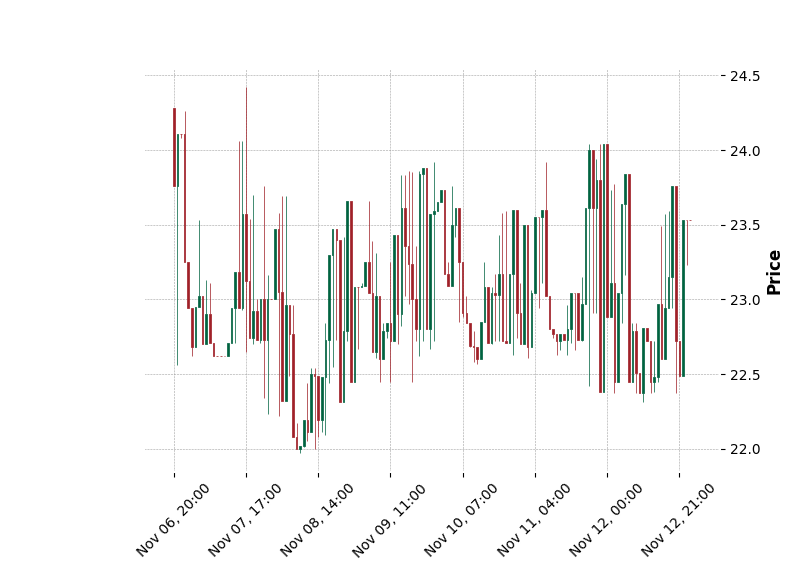 24.5
24.0
23.5
23.0
22.5
22.0
Price
Nov 06, 20:00
Nov 07, 17:00
Nov 08, 14:00
Nov 09, 11:00
Nov 10, 07:00
Nov 11, 04:00
Nov 12, 00:00
Nov 12, 21:00